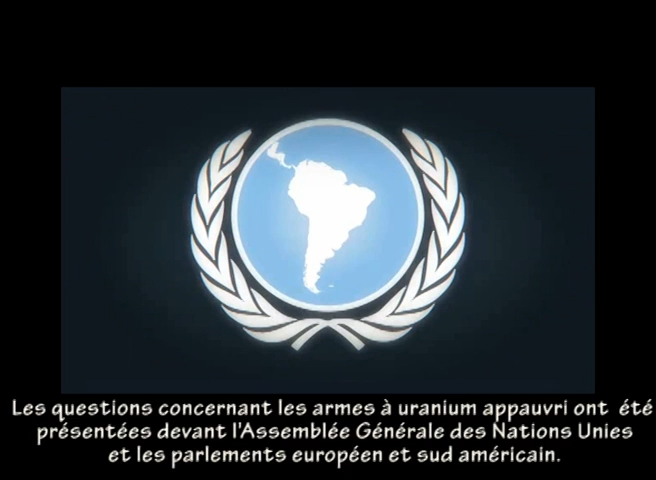 Les questions concernant les armes à uranium appauvri ont été
présentées devant l'Assemblée Générale des Nations Unies
et les parlements européen et sud américain.